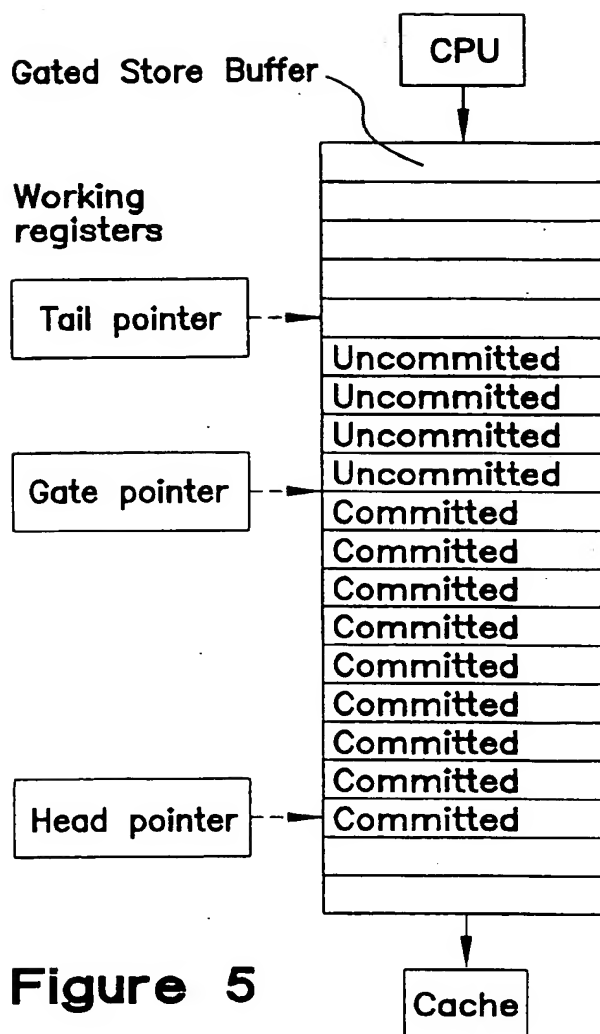 CPU
Gated Store Buffer
Working
registers
Tail pointer
Uncommitted
Uncommitted
Uncommitted
Uncommitted
Gate pointer
Committed
Committed
Committed
Committed
Committed
Committed
Committed
Committed
Head pointer
Committed
Figure 5
Cache